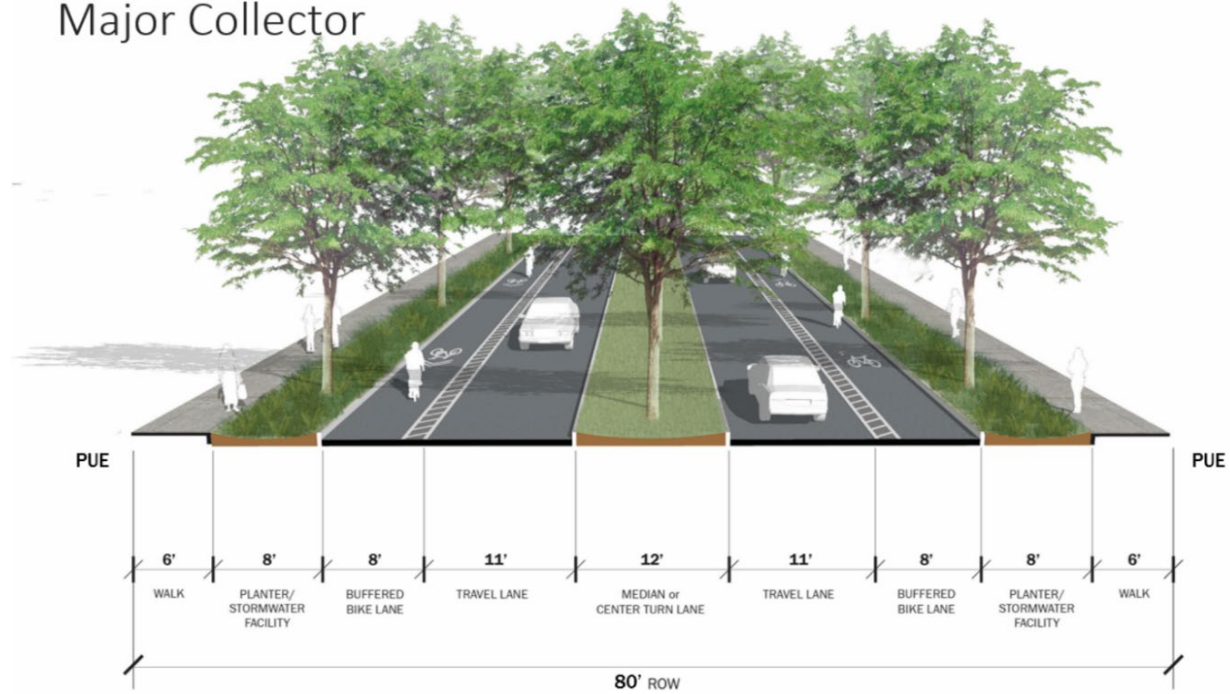 Major Collector
PUE
PUE
6'
8'
8'
11'
12'
11'
8'
8'
6'
WALK
PLANTER/
STORMWATER
FACILITY
BUFFERED
BIKE LANE
TRAVEL LANE
MEDIAN or
CENTER TURN LANE
TRAVEL LANE
BUFFERED
BIKE LANE
PLANTER/
STORMWATER
FACILITY
WALK
80' ROW